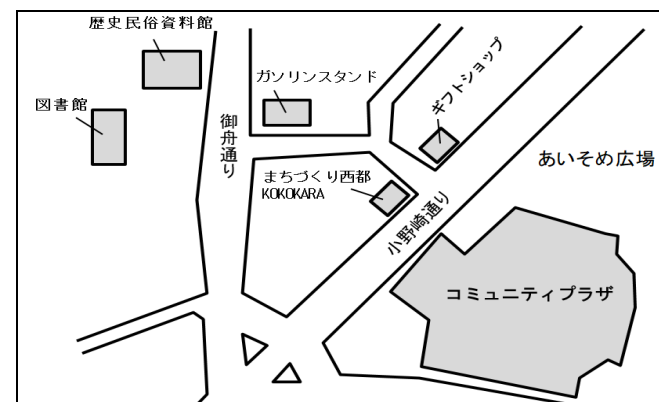 歴史民俗資料館
ガソリンスタンド
ギフトショップ
図書館
御舟通り
あいそめ広場
まちづくり西都
KOKOKARA
小野崎通り
コミュニティプラザ